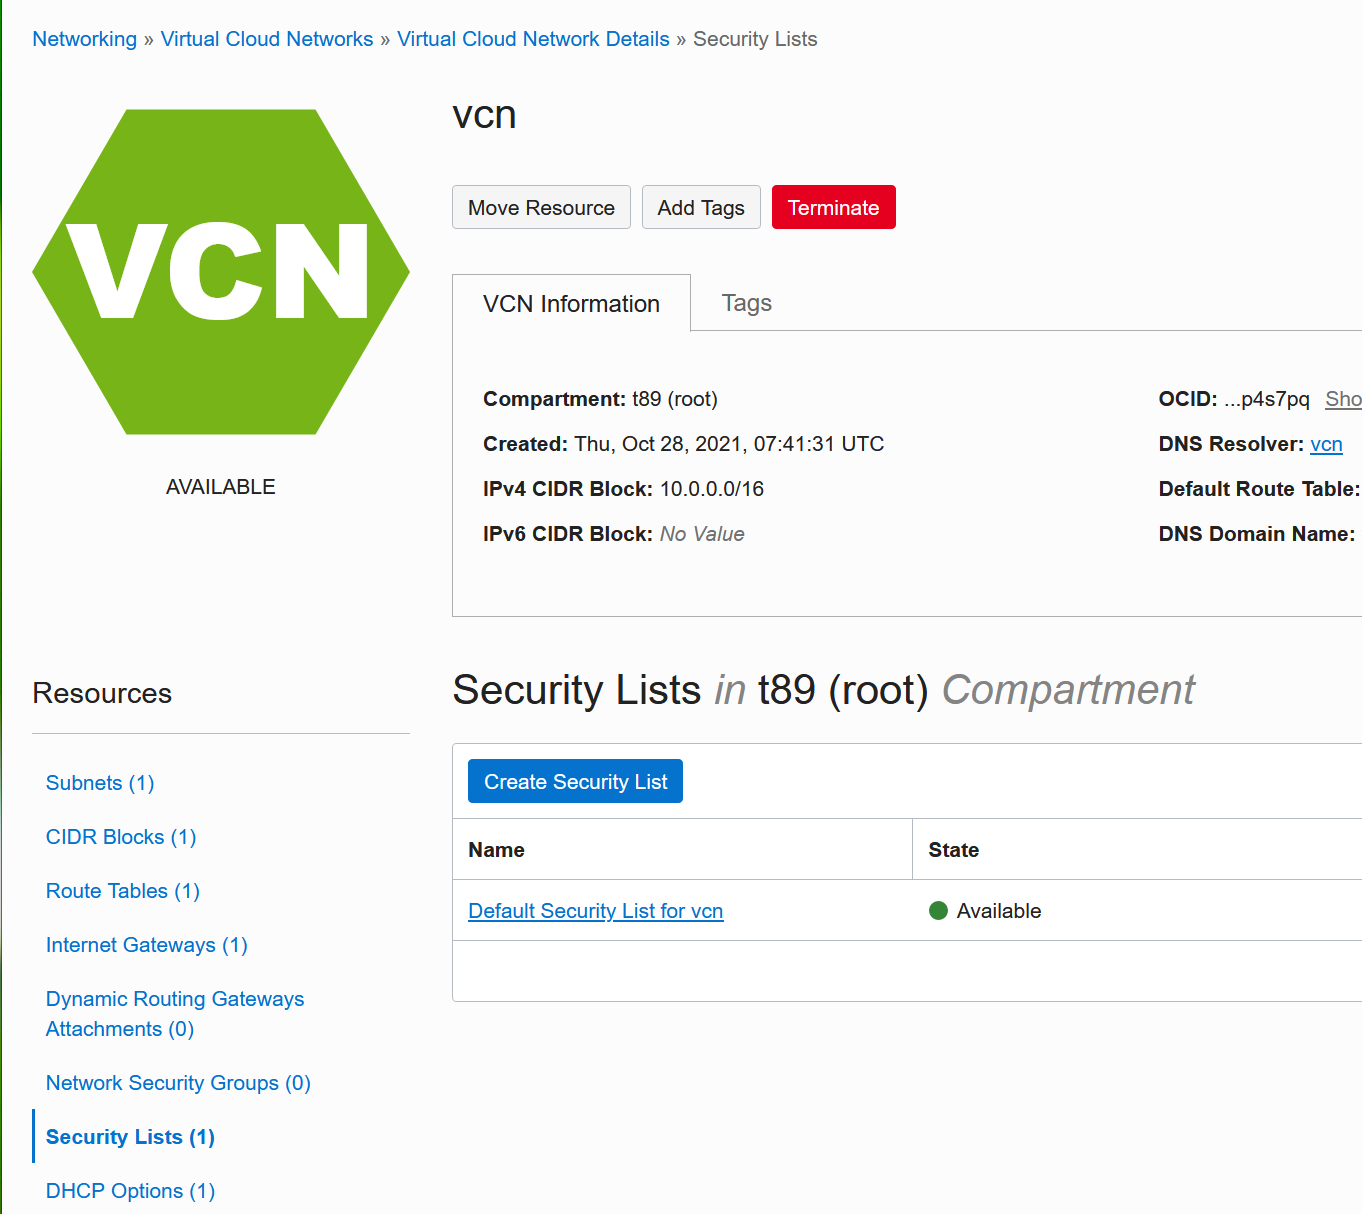 Networking » Virtual Cloud Networks » Virtual Cloud Network Details » Security Lists
VCN
AVAILABLE
vcn
Move Resource Add Tags Terminate
VCN Information Tags
Compartment: t89 (root)
Created: Thu, Oct 28, 2021, 07:41:31 UTC
IPv4 CIDR Block: 10.0.0.0/16
IPv6 CIDR Block: No Value
OCID: ...p4s7pq Sho
DNS Resolver: vcn
Default Route Table:
DNS Domain Name:
Resources
Subnets (1)
CIDR Blocks (1)
Route Tables (1)
Internet Gateways (1)
Dynamic Routing Gateways
Attachments (0)
Network Security Groups (0)
Security Lists (1)
DHCP Options (1)
Security Lists in t89 (root) Compartment
Create Security List
Name State
Default Security List for vcn Available